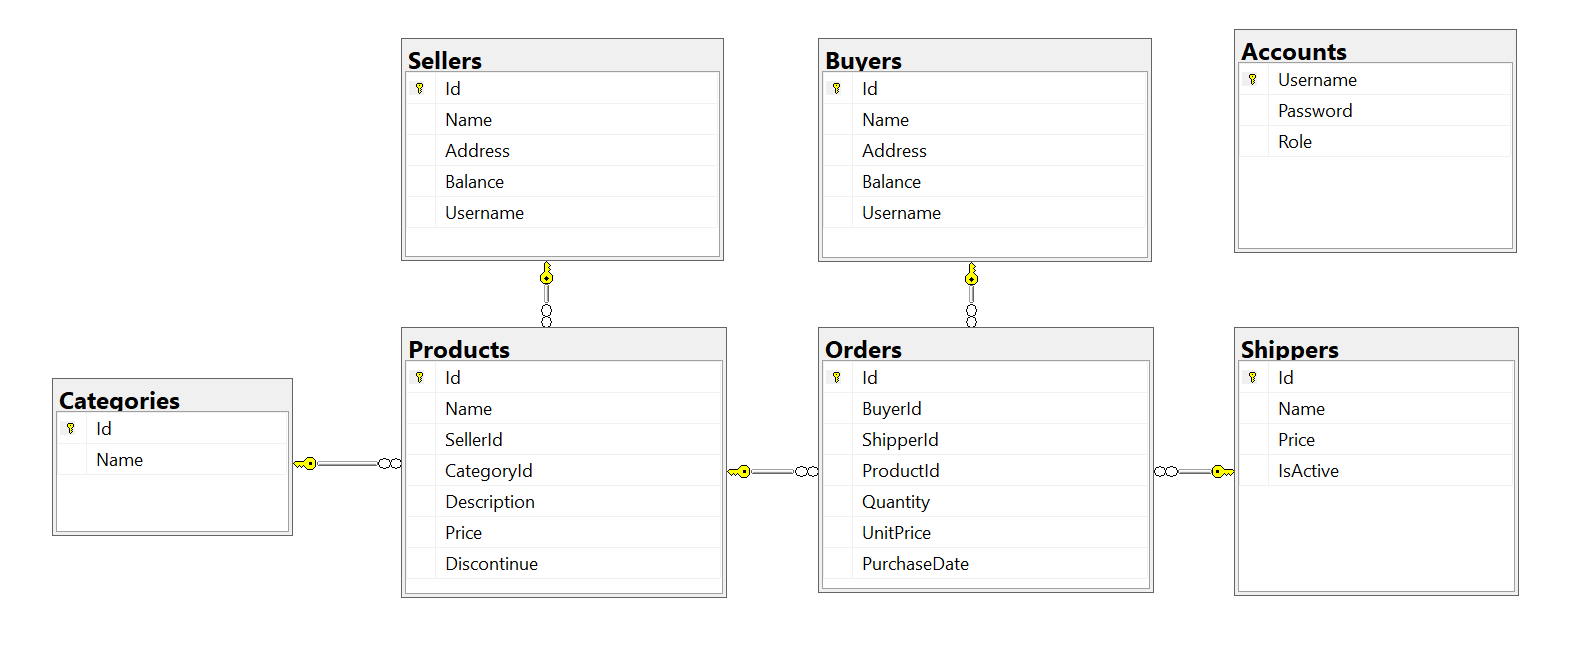 Sellers
Id
Name
Address
Balance
Username
Buyers
Id
Name
Address
Balance
Username
Accounts
Username
Password
Role
Categories
Id
Name
Products
Id
Name
SellerId
CategoryId
Description
Price
Discontinue
Orders
Id
BuyerId
ShipperId
ProductId
Quantity
UnitPrice
PurchaseDate
Shippers
Id
Name
Price
IsActive